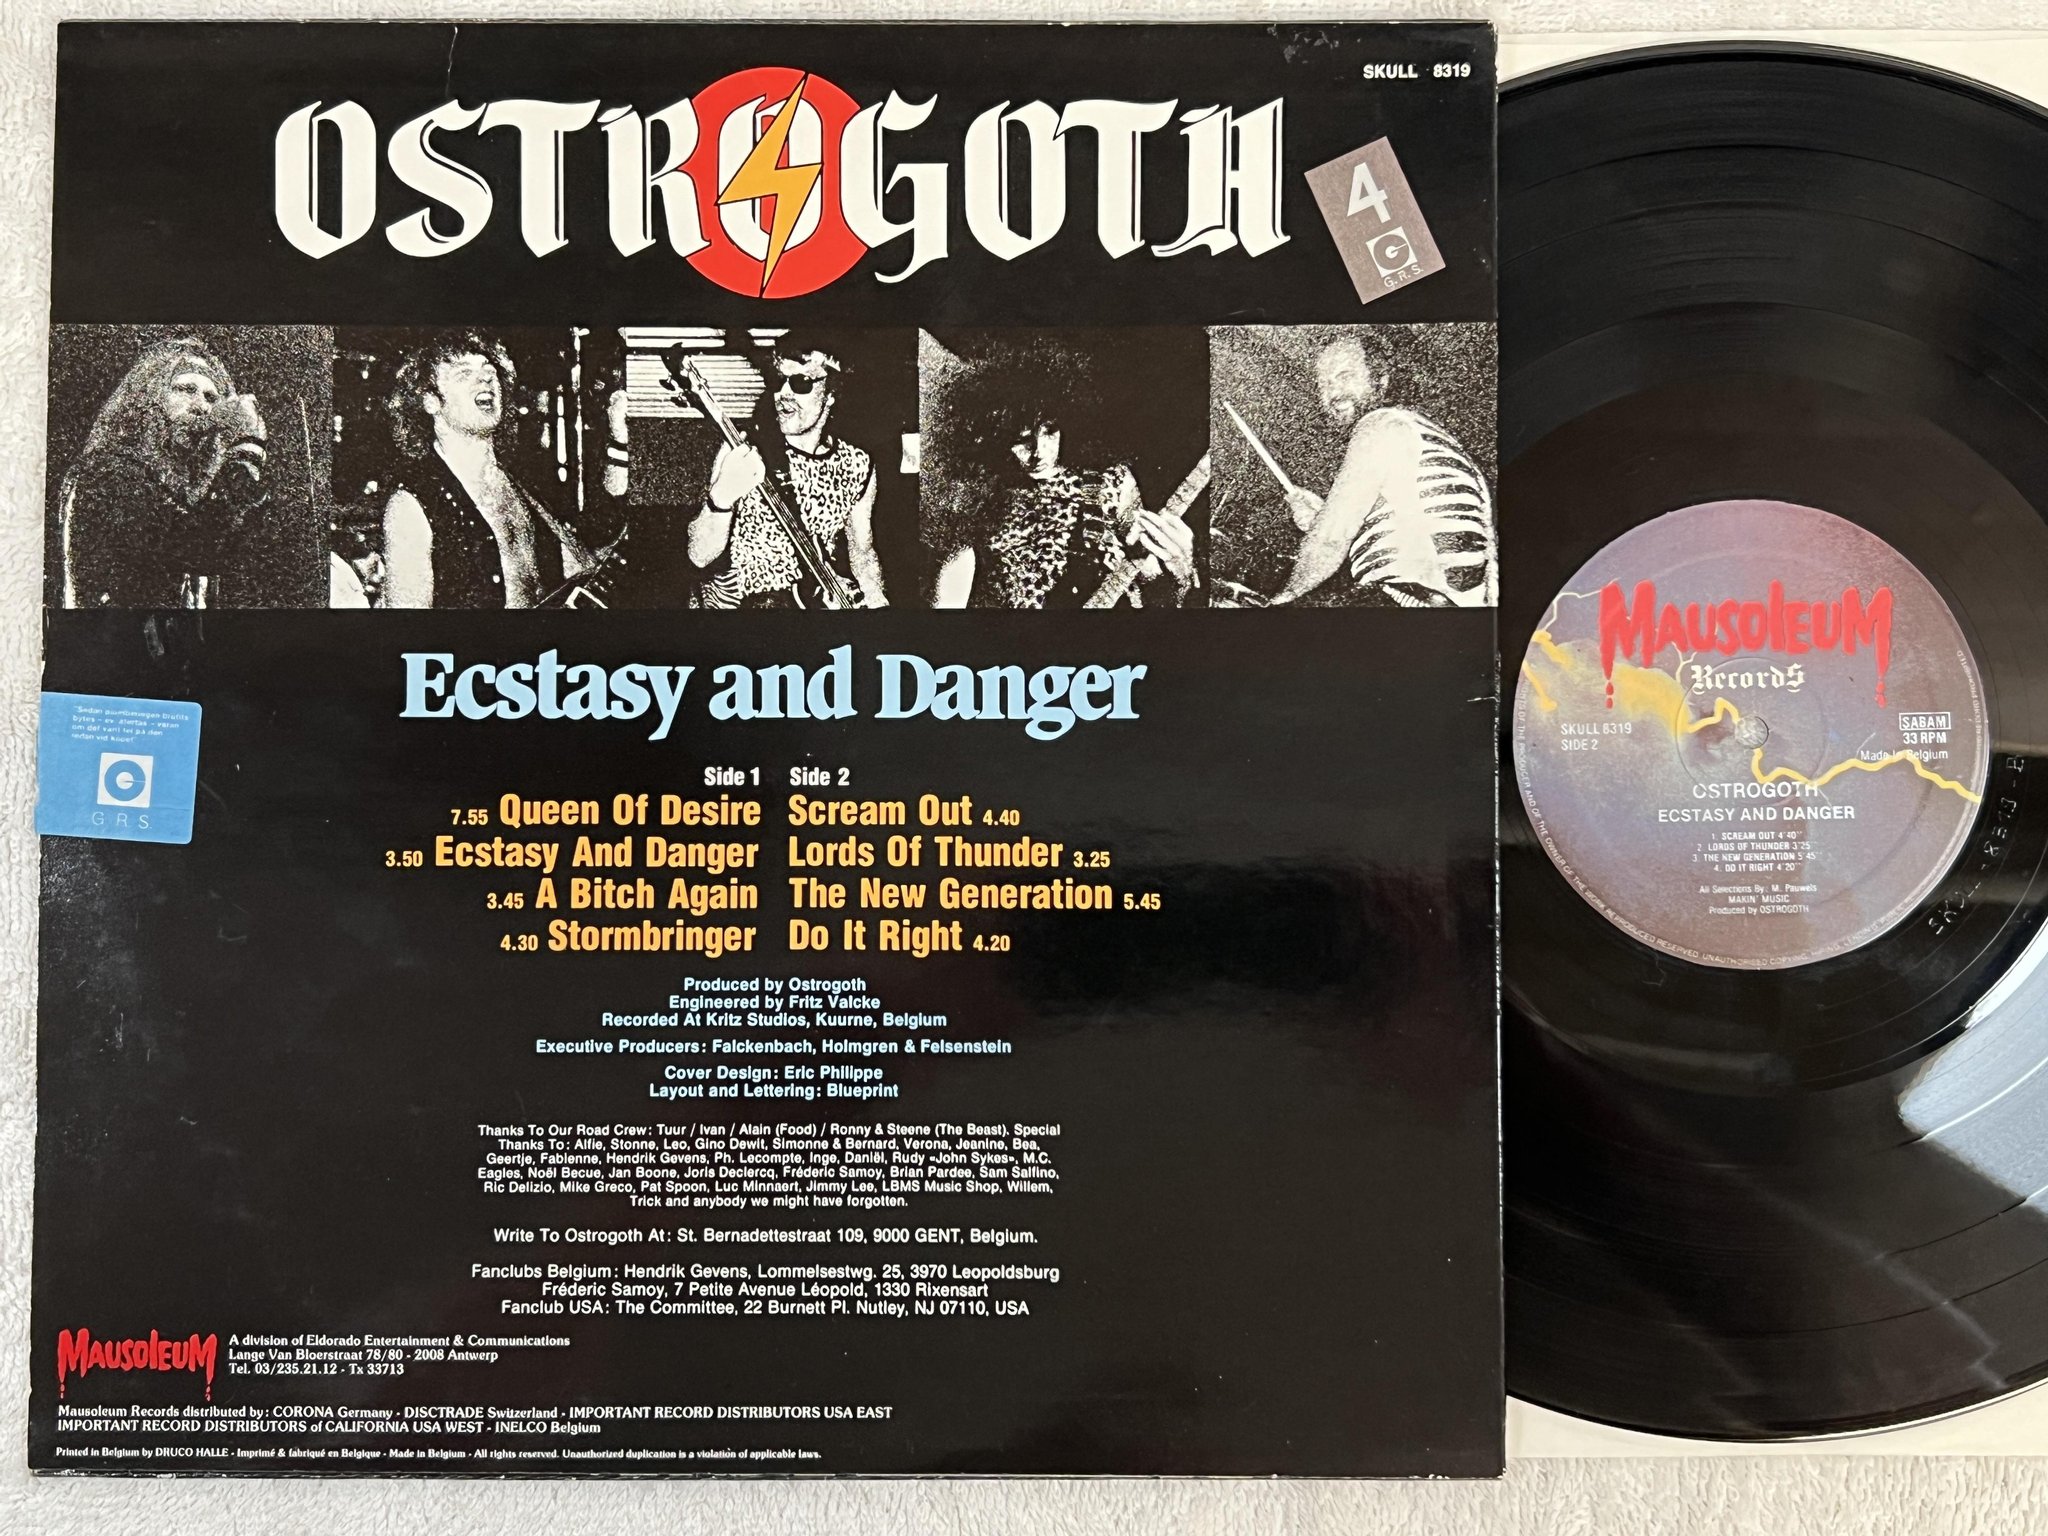 SKULL 8319
OSTROGOTH
4
G.R.S.
Ecstasy and Danger
G.R.S.
Side 1 Side 2
7.55 Queen Of Desire Scream Out 4.40
3.50 Ecstasy And Danger Lords Of Thunder 3.25
3.45 A Bitch Again The New Generation 5.45
4.30 Stormbringer Do It Right 4.20
Produced by Ostrogoth
Engineered by Fritz Valcke
Recorded At Kritz Studios, Kuurne, Belgium
Executive Producers: Falckenbach, Holmgren & Felsenstein
Cover Design: Eric Philippe
Layout and Lettering: Blueprint
Thanks To Our Road Crew: Tuur / Ivan / Alain (Food) / Ronny & Steene (The Beast). Special
Thanks To: Alfie, Stonne, Leo, Gino Dewit, Simonne & Bernard, Verona, Jeanine, Bea,
Geertje, Fabienne, Hendrik Gevens, Ph. Lecompte, Inge, Daniël, Rudy «John Sykes», M.C.
Eagles, Noël Becue, Jan Boone, Joris Declercq, Fréderic Samoy, Brian Pardee, Sam Salfino,
Ric Delizio, Mike Greco, Pat Spoon, Luc Minnaert, Jimmy Lee, LBMS Music Shop, Willem,
Trick and anybody we might have forgotten.
Write To Ostrogoth At: St. Bernadettestraat 109, 9000 GENT, Belgium.
Fanclubs Belgium: Hendrik Gevens, Lommelsestwg. 25, 3970 Leopoldsburg
Fréderic Samoy, 7 Petite Avenue Léopold, 1330 Rixensart
Fanclub USA: The Committee, 22 Burnett Pl. Nutley, NJ 07110, USA
MAUSOLEUM
A division of Eldorado Entertainment & Communications
Lange Van Bloerstraat 78/80 - 2008 Antwerp
Tel. 03/235.21.12 - Tx 33713
Mausoleum Records distributed by: CORONA Germany - DISCTRADE Switzerland - IMPORTANT RECORD DISTRIBUTORS USA EAST
IMPORTANT RECORD DISTRIBUTORS of CALIFORNIA USA WEST - INELCO Belgium
Printed in Belgium by DRUCO HALLE - Imprimé & fabriqué en Belgique - Made in Belgium - All rights reserved. Unauthorized duplication is a violation of applicable laws.
MAUSOLEUM
Records
SKULL 8319
SIDE 2
SABAM
33 RPM
Made in Belgium
OSTROGOTH
ECSTASY AND DANGER
1. SCREAM OUT 4'40''
2. LORDS OF THUNDER 3'25
3. THE NEW GENERATION 5'45''
4. DO IT RIGHT 4'20''
All Selections By: M. Pauwels
MAKIN' MUSIC
Produced by OSTROGOTH
SKULL-8319-B